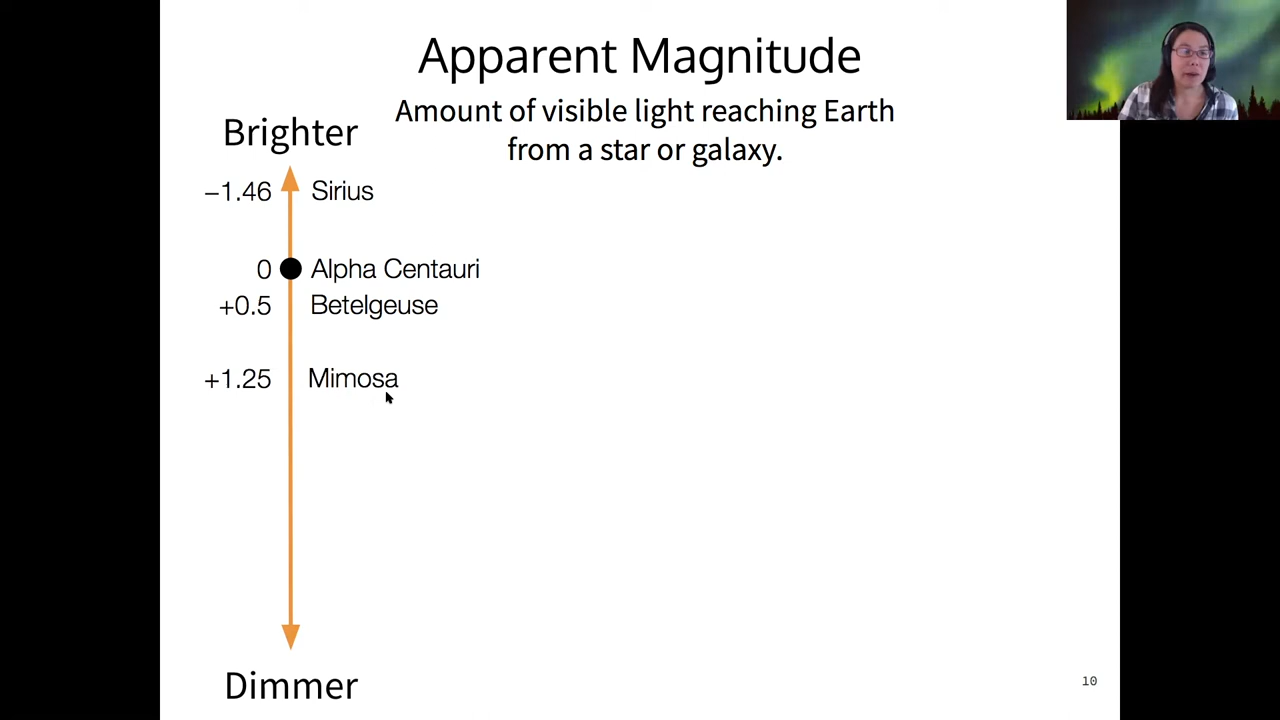 Apparent Magnitude
Amount of visible light reaching Earth
from a star or galaxy.
Brighter
−1.46 Sirius
0 Alpha Centauri
+0.5 Betelgeuse
+1.25 Mimosa
Dimmer
10